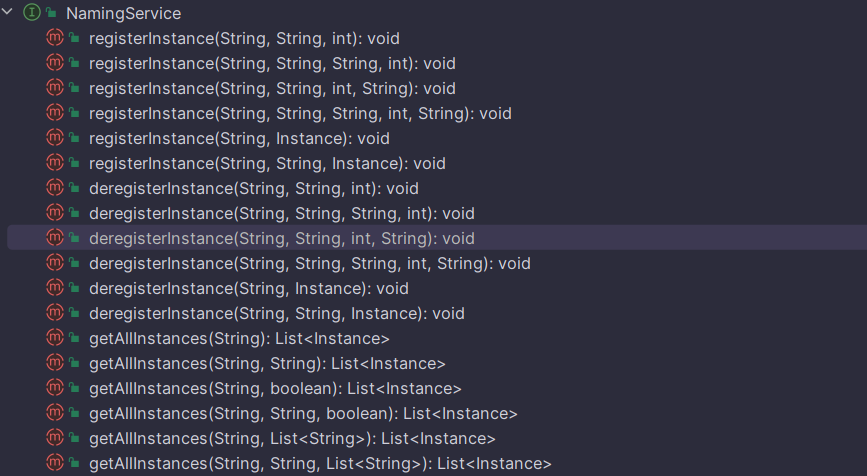 NamingService
registerInstance(String, String, int): void
registerInstance(String, String, String, int): void
registerInstance(String, String, int, String): void
registerInstance(String, String, String, int, String): void
registerInstance(String, Instance): void
registerInstance(String, String, Instance): void
deregisterInstance(String, String, int): void
deregisterInstance(String, String, String, int): void
deregisterInstance(String, String, int, String): void
deregisterInstance(String, String, String, int, String): void
deregisterInstance(String, Instance): void
deregisterInstance(String, String, Instance): void
getAllInstances(String): List<Instance>
getAllInstances(String, String): List<Instance>
getAllInstances(String, boolean): List<Instance>
getAllInstances(String, String, boolean): List<Instance>
getAllInstances(String, List<String>): List<Instance>
getAllInstances(String, String, List<String>): List<Instance>